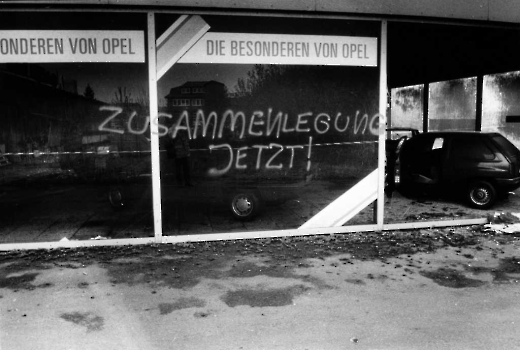 ONDEREN VON OPEL
DIE BESONDEREN VON OPEL
ZUSAMMENLEGUNG
JETZT!